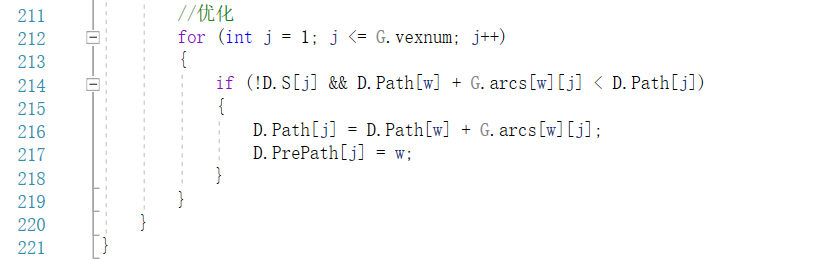 211 //优化
212 for (int j = 1; j <= G.vexnum; j++)
213 {
214 if (!D.S[j] && D.Path[w] + G.arcs[w][j] < D.Path[j])
215 {
216 D.Path[j] = D.Path[w] + G.arcs[w][j];
217 D.PrePath[j] = w;
218 }
219 }
220 }
221 }